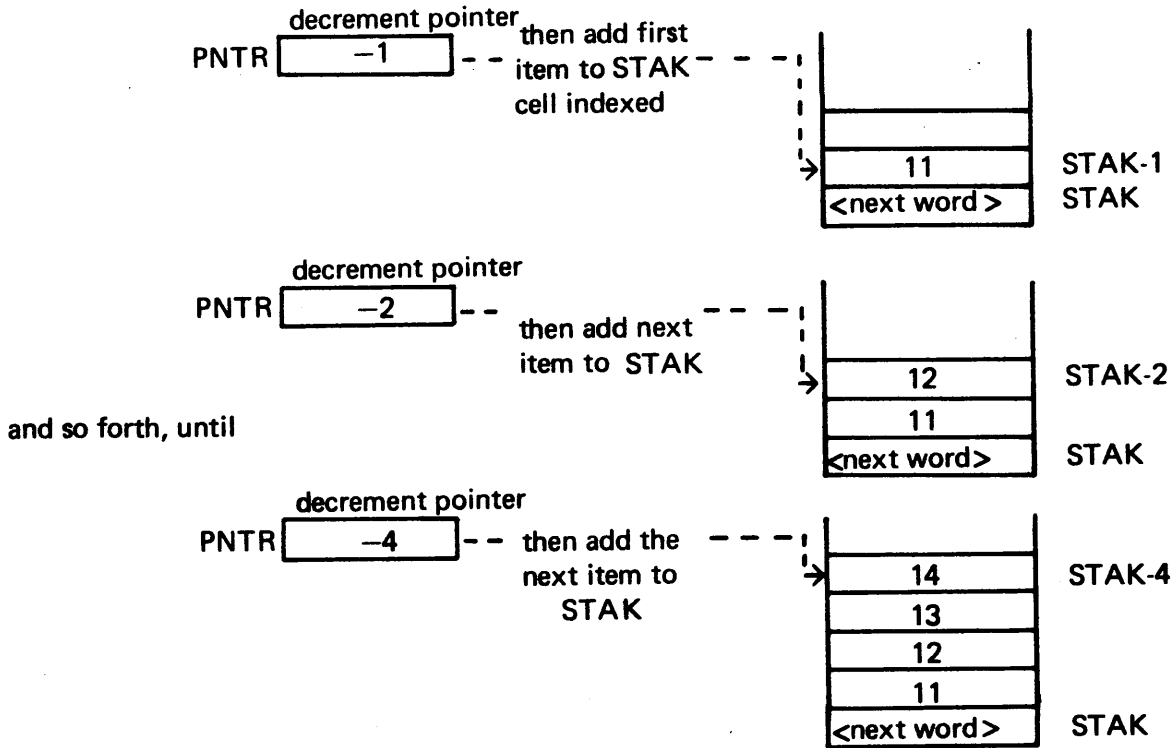 decrement pointer
PNTR −1
then add first
item to STAK
cell indexed
11 STAK-1
<next word> STAK
decrement pointer
PNTR −2
then add next
item to STAK
12 STAK-2
11
<next word> STAK
and so forth, until
decrement pointer
PNTR −4
then add the
next item to
STAK
14 STAK-4
13
12
11
<next word> STAK